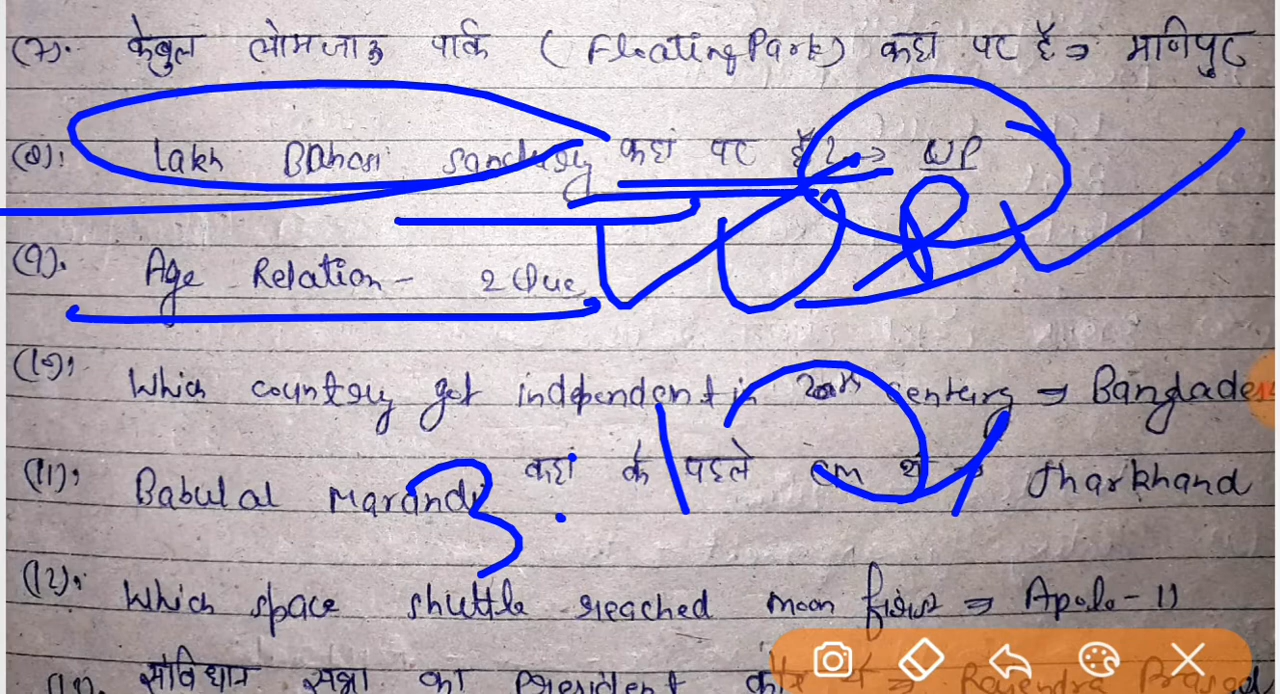 (7). केबुल लोमजाऊ पार्क (Floating Park) कहां पर है ⇒ मणिपुर
(8). Lakh Bahosi Sanctury कहां पर है? → UP
UP
(9). Age Relation - 2 Que
(10). Which country got independent in 20th century ⇒ Bangladesh
(11). Babulal Marandi कहां के पहले CM थे → Jharkhand
3.
(12). Which space shuttle reached moon first ⇒ Apolo-11
संविधान सभा का President कौन थे ⇒ Rajendra Prasad